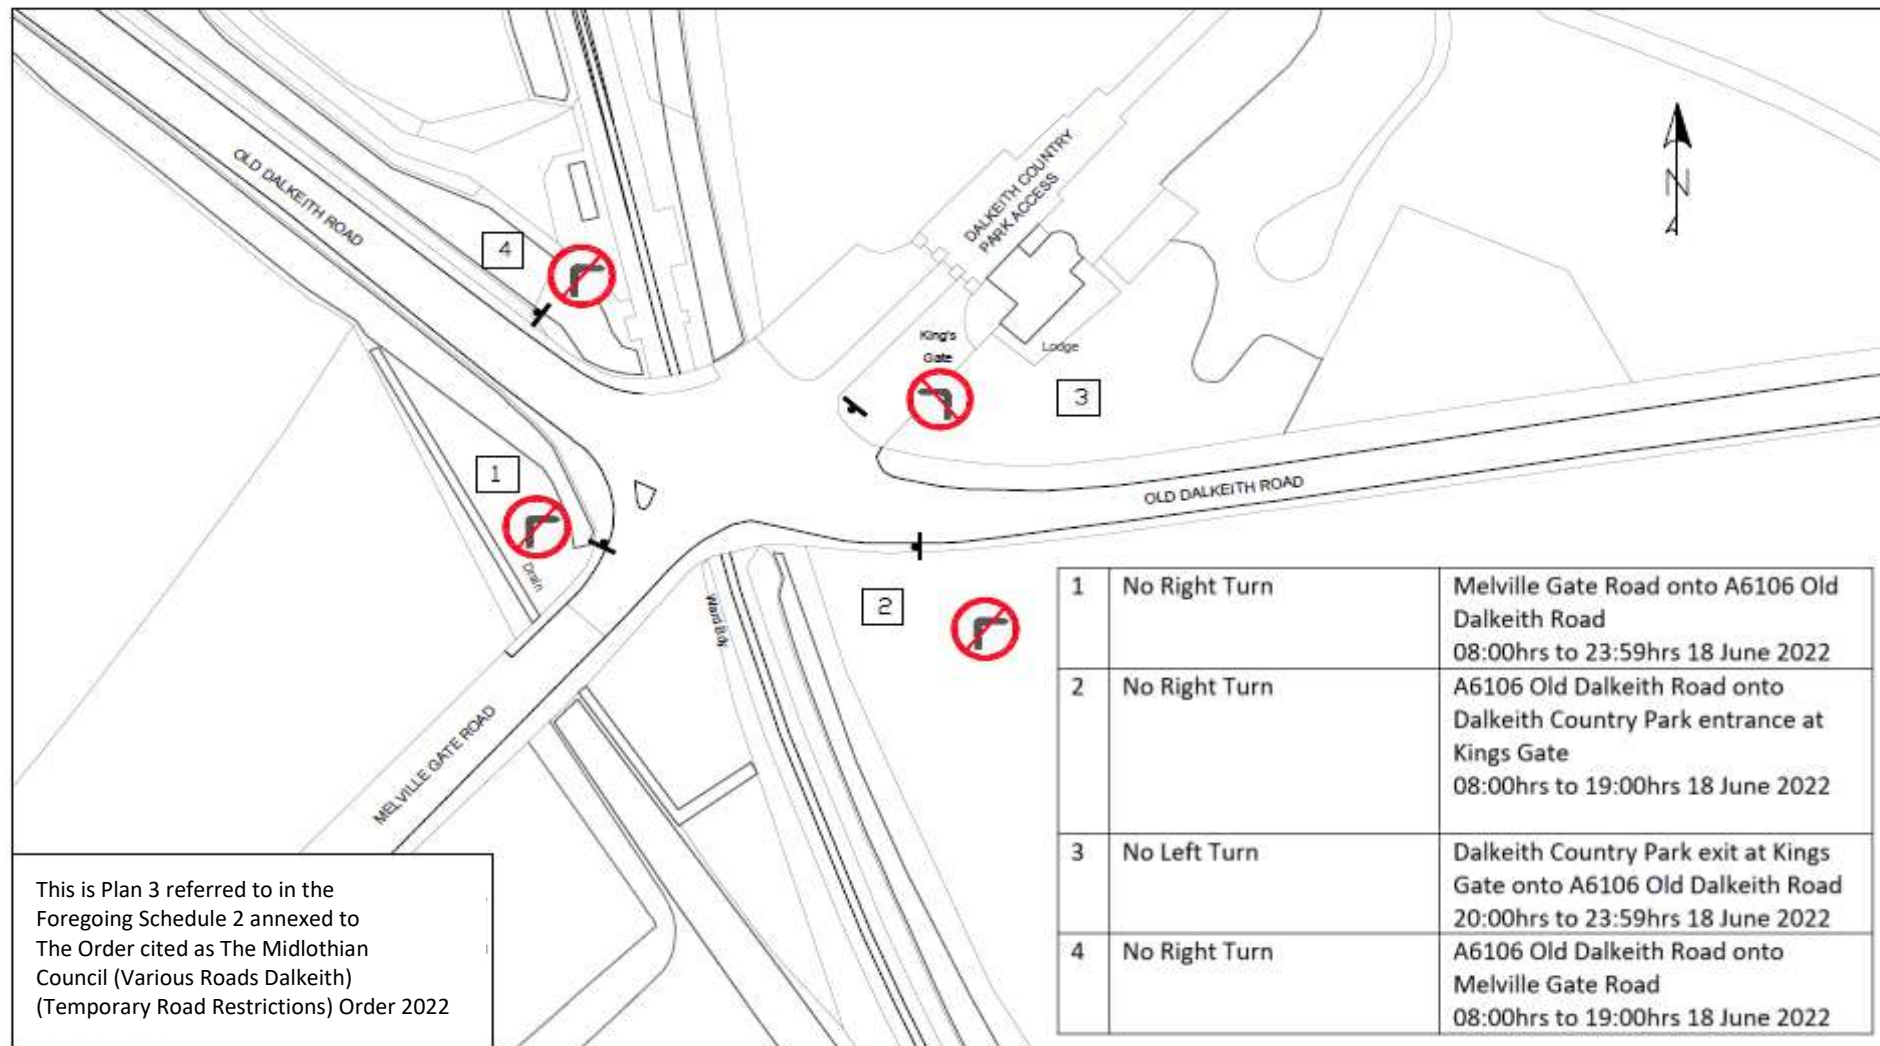 OLD DALKEITH ROAD
DALKEITH COUNTRY
PARK ACCESS
N
4
King's
Gate
Lodge
3
1
OLD DALKEITH ROAD
Drain
2
Ward Bdy
MELVILLE GATE ROAD
1 No Right Turn Melville Gate Road onto A6106 Old
Dalkeith Road
08:00hrs to 23:59hrs 18 June 2022
2 No Right Turn A6106 Old Dalkeith Road onto
Dalkeith Country Park entrance at
Kings Gate
08:00hrs to 19:00hrs 18 June 2022
3 No Left Turn Dalkeith Country Park exit at Kings
Gate onto A6106 Old Dalkeith Road
20:00hrs to 23:59hrs 18 June 2022
4 No Right Turn A6106 Old Dalkeith Road onto
Melville Gate Road
08:00hrs to 19:00hrs 18 June 2022
This is Plan 3 referred to in the
Foregoing Schedule 2 annexed to
The Order cited as The Midlothian
Council (Various Roads Dalkeith)
(Temporary Road Restrictions) Order 2022